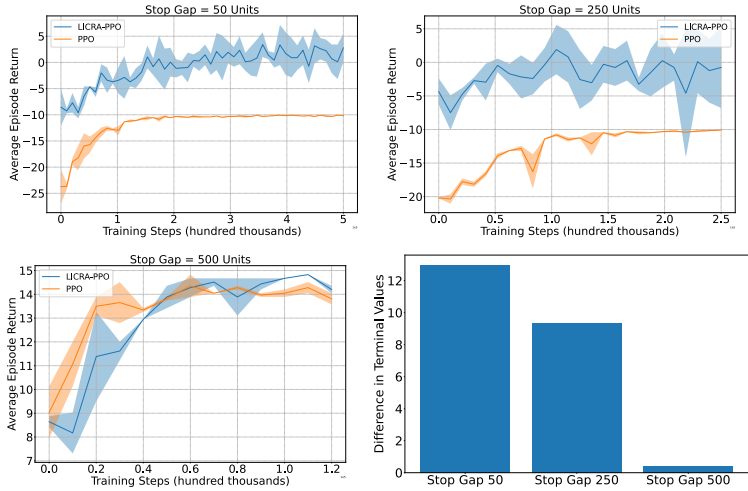 Stop Gap = 50 Units
LICRA-PPO
PPO
5
0
−5
−10
−15
−20
−25
Average Episode Return
0
1
2
3
4
5
Training Steps (hundred thousands)
Stop Gap = 250 Units
LICRA-PPO
PPO
5
0
−5
−10
−15
−20
Average Episode Return
0.0
0.5
1.0
1.5
2.0
2.5
Training Steps (hundred thousands)
Stop Gap = 500 Units
LICRA-PPO
PPO
15
14
13
12
11
10
9
8
7
Average Episode Return
0.0
0.2
0.4
0.6
0.8
1.0
1.2
Training Steps (hundred thousands)
12
10
8
6
4
2
0
Difference in Terminal Values
Stop Gap 50
Stop Gap 250
Stop Gap 500